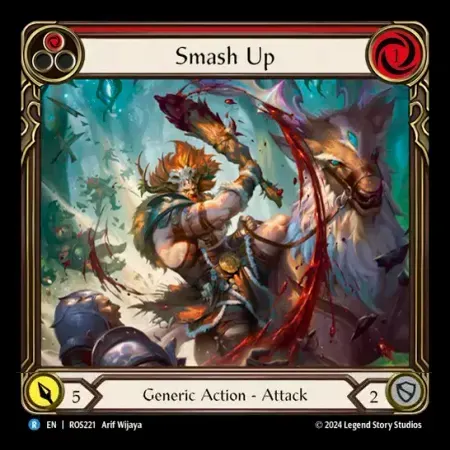 Smash Up
1
5
Generic Action - Attack
2
R EN | ROS221 Arif Wijaya
© 2024 Legend Story Studios